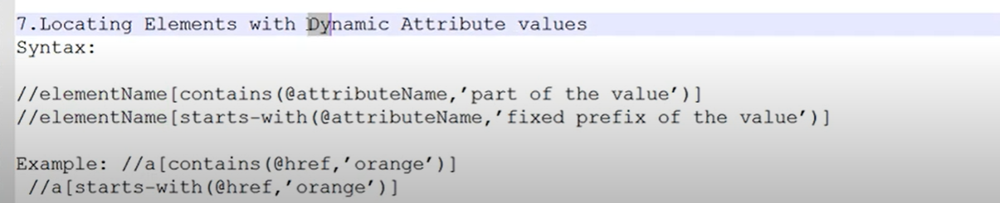 7.Locating Elements with Dynamic Attribute values
Syntax:
//elementName[contains(@attributeName,’part of the value’)]
//elementName[starts-with(@attributeName,’fixed prefix of the value’)]
Example: //a[contains(@href,’orange’)]
//a[starts-with(@href,’orange’)]